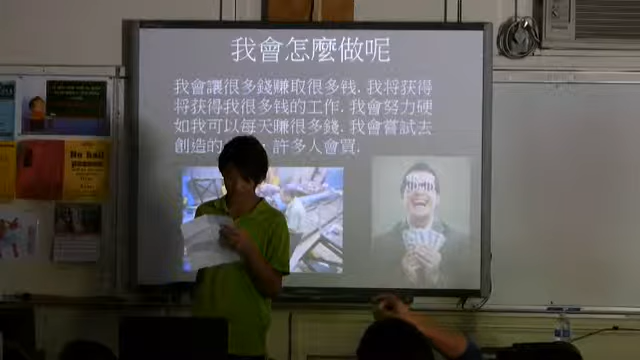 我會怎麼做呢
我會讓很多錢賺取很多钱. 我将获得
将获得我很多钱的工作. 我會努力硬
如我可以每天賺很多錢. 我會嘗試去
創造的 許多人會買.
No hall
passes